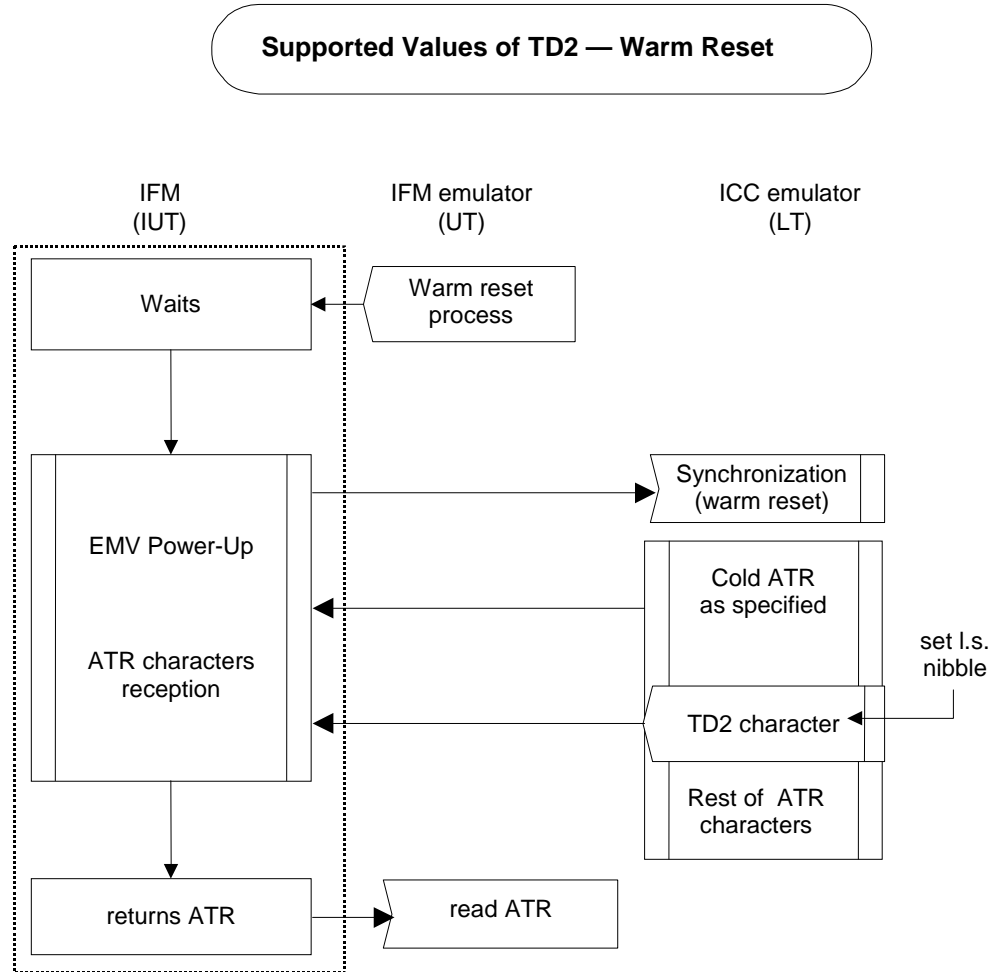 Supported Values of TD2 — Warm Reset
IFM
(IUT)
IFM emulator
(UT)
ICC emulator
(LT)
Waits
Warm reset
process
Synchronization
(warm reset)
EMV Power-Up
Cold ATR
as specified
ATR characters
reception
set l.s.
nibble
TD2 character
Rest of ATR
characters
returns ATR
read ATR